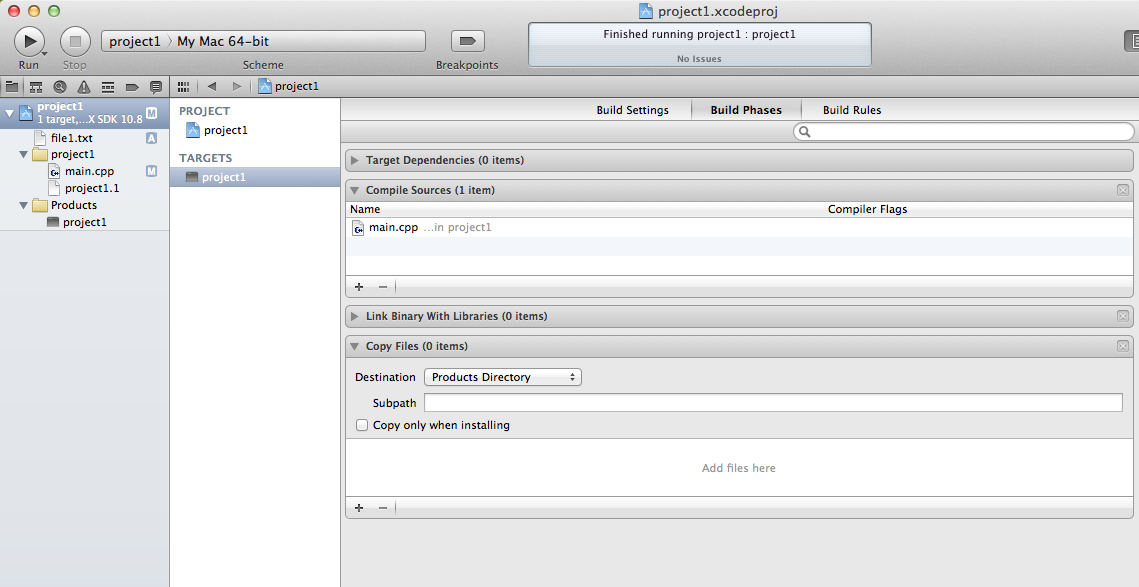 project1.xcodeproj
project1 〉 My Mac 64-bit
Finished running project1 : project1
No Issues
Run
Stop
Scheme
Breakpoints
project1
project1
1 target,...X SDK 10.8
M
file1.txt
A
project1
main.cpp
M
project1.1
Products
project1
PROJECT
project1
TARGETS
project1
Build Settings
Build Phases
Build Rules
Target Dependencies (0 items)
Compile Sources (1 item)
Name
Compiler Flags
main.cpp ...in project1
Link Binary With Libraries (0 items)
Copy Files (0 items)
Destination
Products Directory
Subpath
Copy only when installing
Add files here